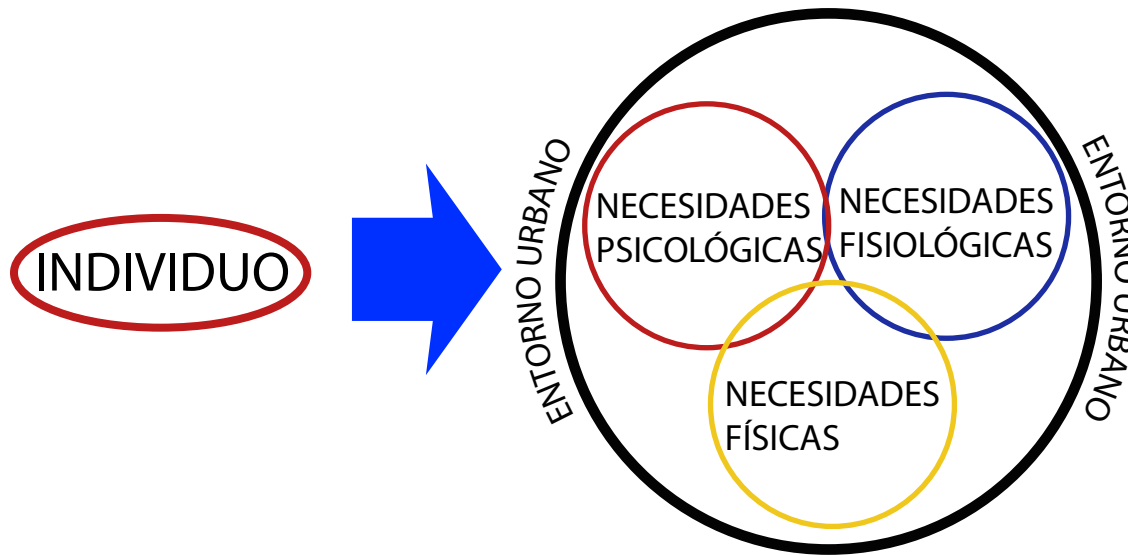 INDIVIDUO
ENTORNO URBANO
NECESIDADES
PSICOLÓGICAS
NECESIDADES
FISIOLÓGICAS
NECESIDADES
FÍSICAS
ENTORNO URBANO